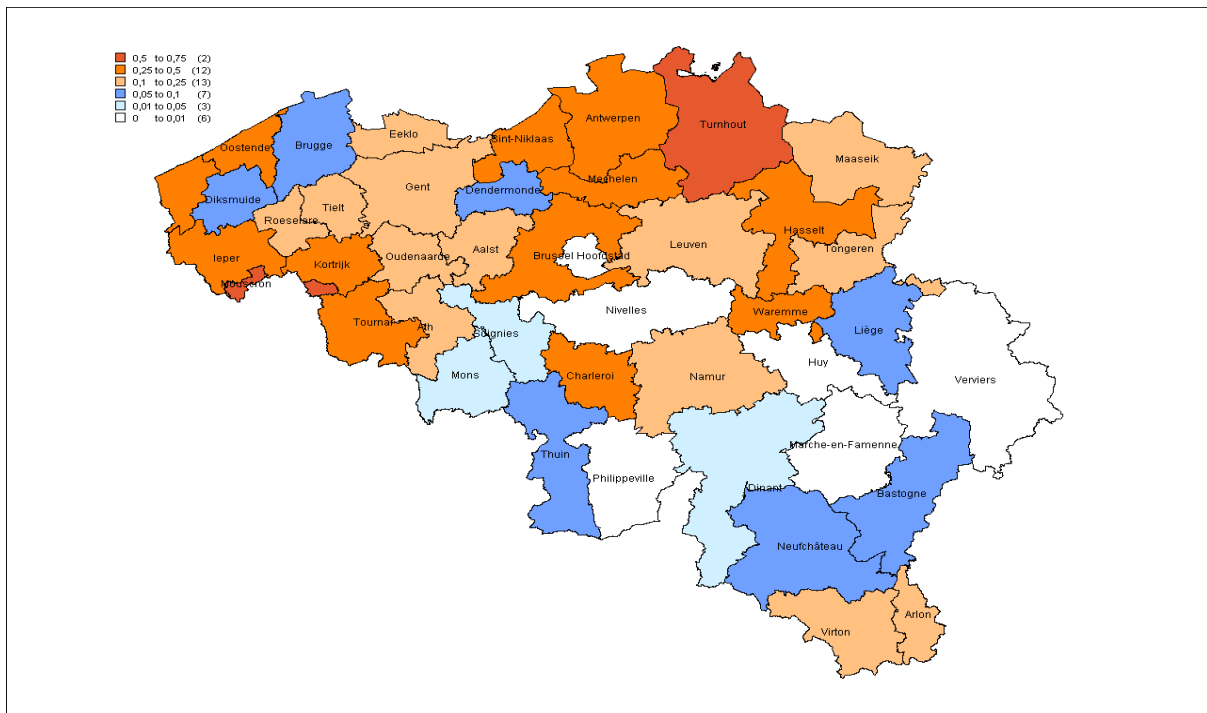 0,5 to 0,75 (2)
0,25 to 0,5 (12)
0,1 to 0,25 (13)
0,05 to 0,1 (7)
0,01 to 0,05 (3)
0 to 0,01 (6)
Turnhout
Antwerpen
Eeklo
Sint-Niklaas
Oostende
Brugge
Maaseik
Mechelen
Gent
Dendermonde
Diksmuide
Tielt
Roeselare
Hasselt
Leuven
Tongeren
Aalst
Brussel Hoofdstad
Ieper
Kortrijk
Oudenaarde
Mouscron
Nivelles
Waremme
Tournai
Ath
Soignies
Liège
Huy
Mons
Charleroi
Namur
Verviers
Marche-en-Famenne
Thuin
Philippeville
Dinant
Bastogne
Neufchâteau
Arlon
Virton